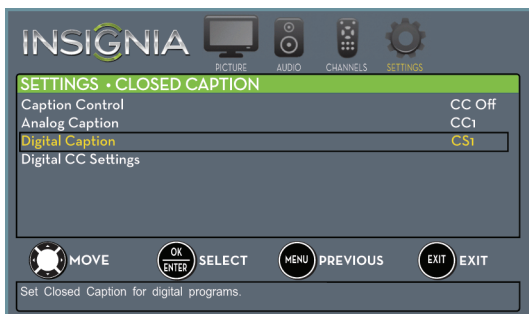 INSIGNIA
PICTURE AUDIO CHANNELS SETTINGS
SETTINGS • CLOSED CAPTION
Caption Control CC Off
Analog Caption CC1
Digital Caption CS1
Digital CC Settings
MOVE OK ENTER SELECT MENU PREVIOUS EXIT EXIT
Set Closed Caption for digital programs.